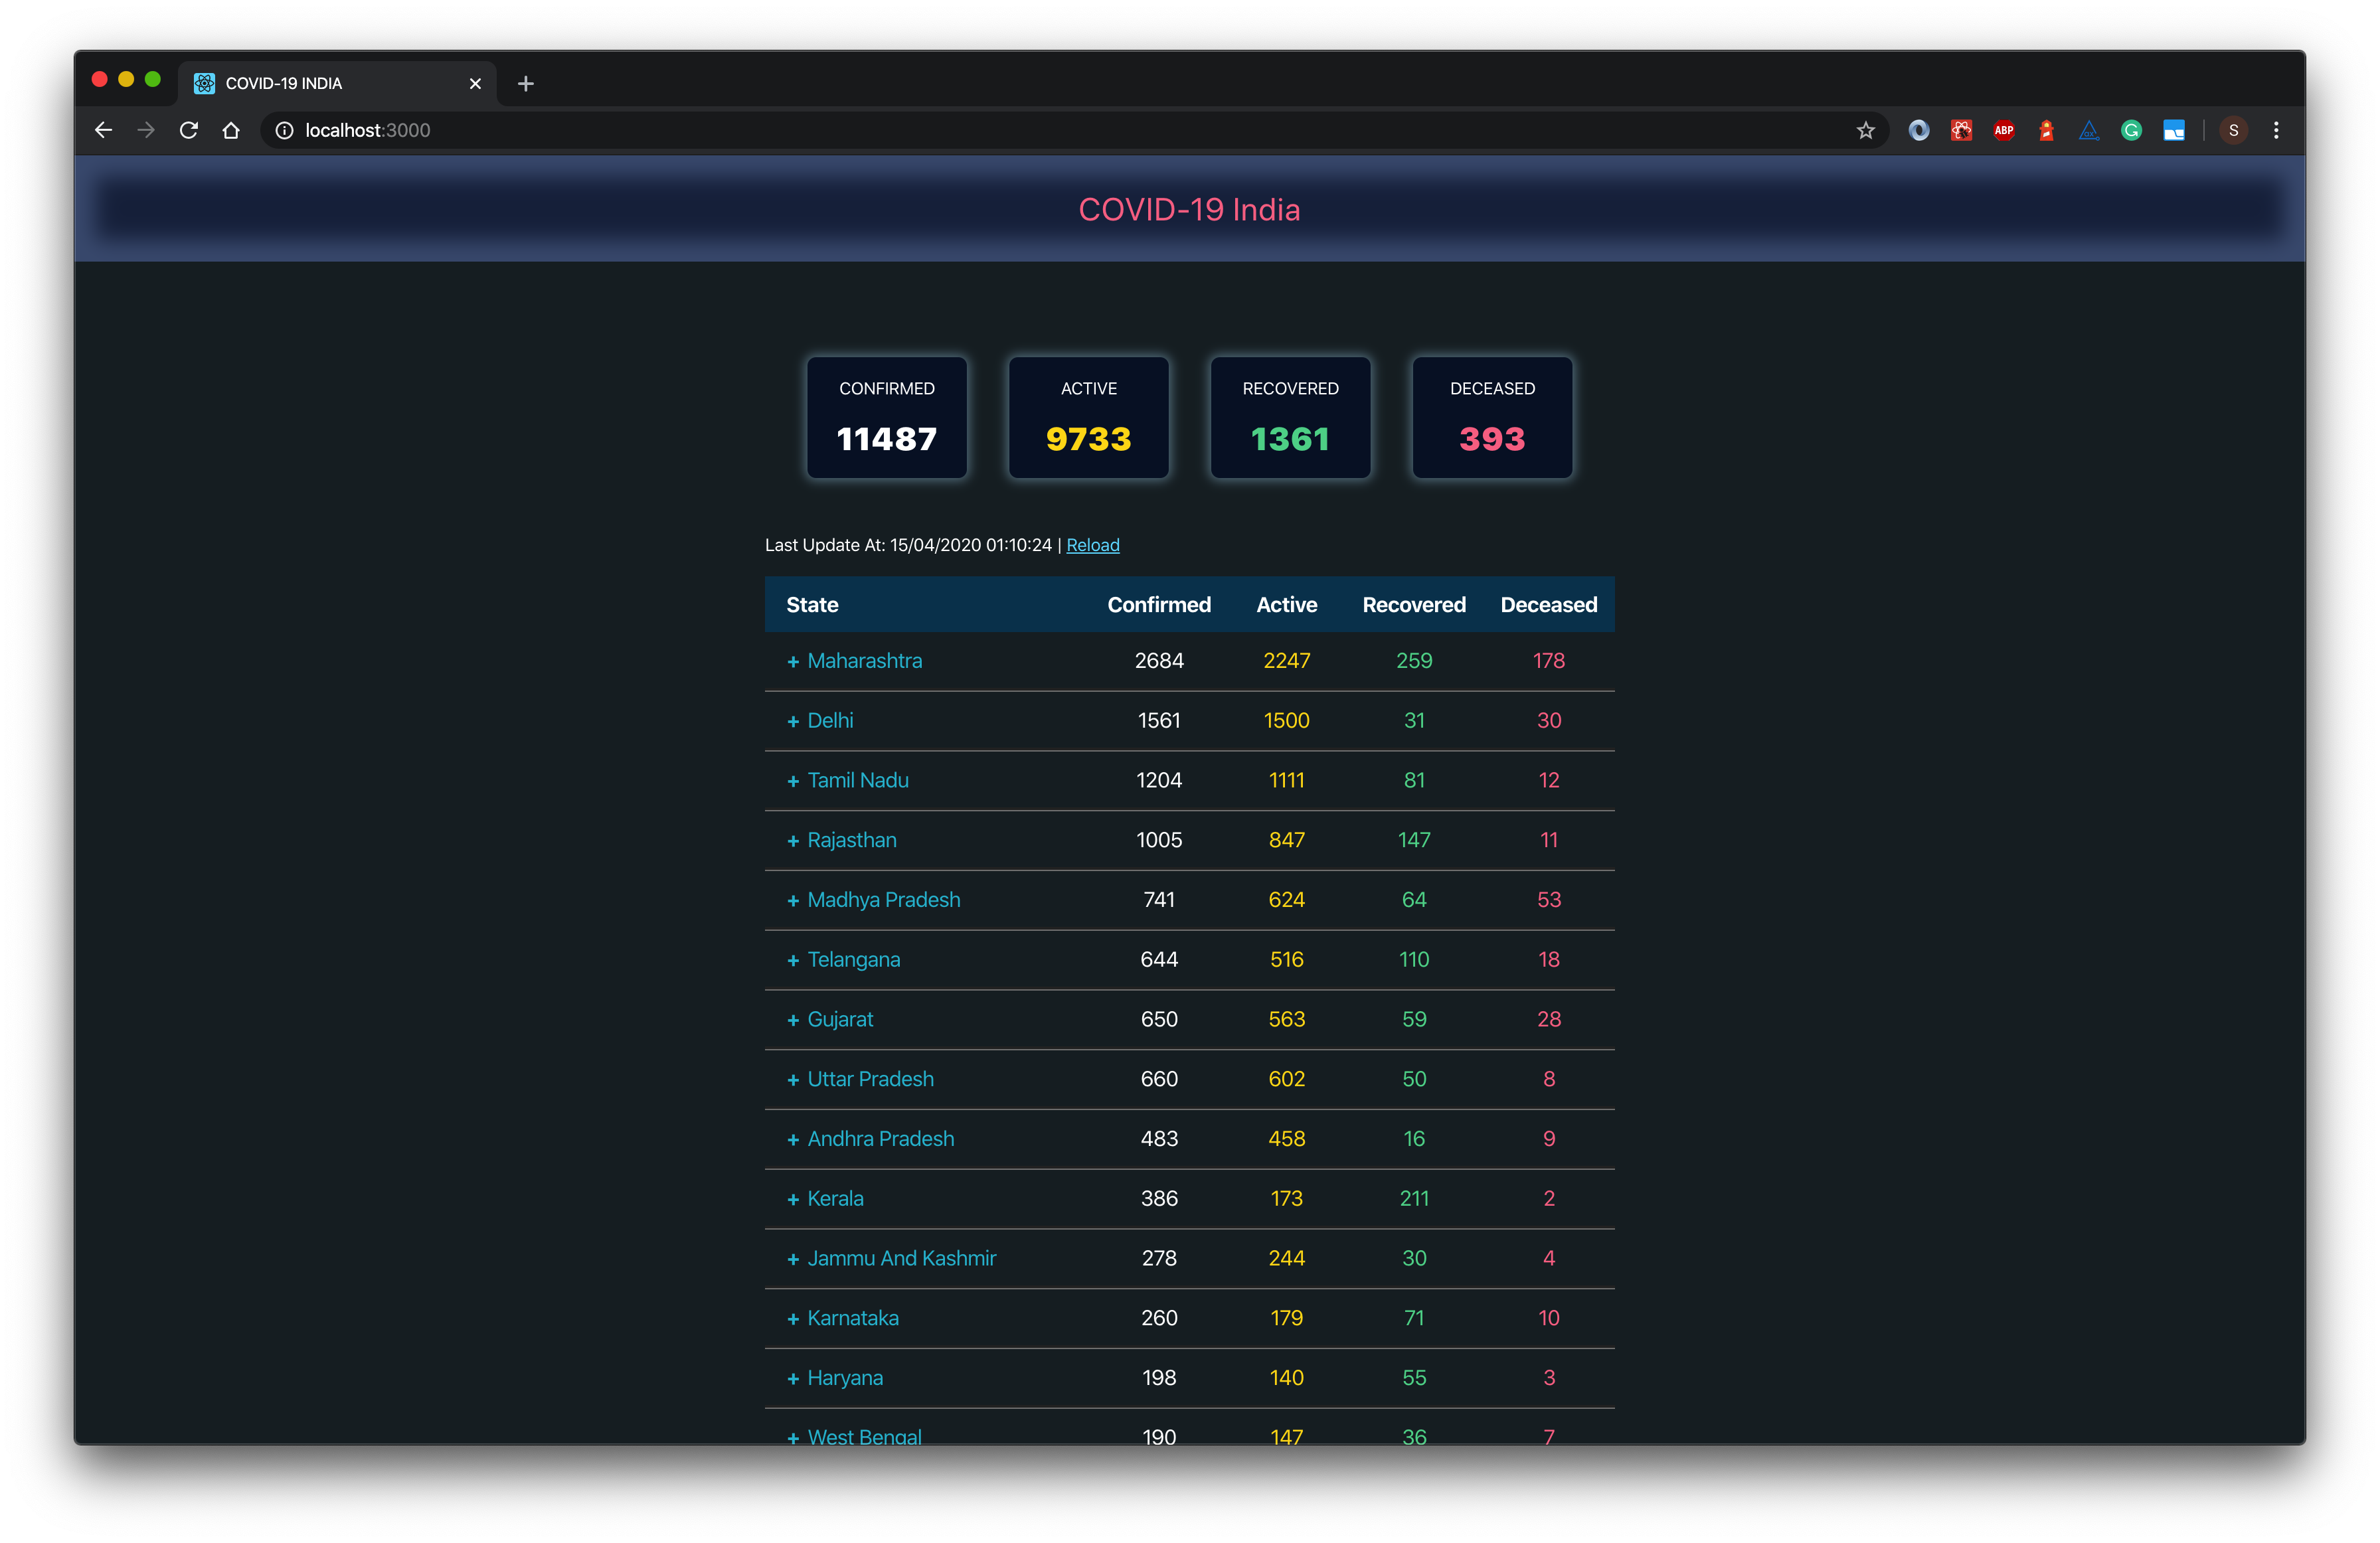 COVID-19 INDIA
localhost:3000
ABP
S
COVID-19 India
CONFIRMED ACTIVE RECOVERED DECEASED
11487 9733 1361 393
Last Update At: 15/04/2020 01:10:24 | Reload
State Confirmed Active Recovered Deceased
+ Maharashtra 2684 2247 259 178
+ Delhi 1561 1500 31 30
+ Tamil Nadu 1204 1111 81 12
+ Rajasthan 1005 847 147 11
+ Madhya Pradesh 741 624 64 53
+ Telangana 644 516 110 18
+ Gujarat 650 563 59 28
+ Uttar Pradesh 660 602 50 8
+ Andhra Pradesh 483 458 16 9
+ Kerala 386 173 211 2
+ Jammu And Kashmir 278 244 30 4
+ Karnataka 260 179 71 10
+ Haryana 198 140 55 3
+ West Bengal 190 147 36 7